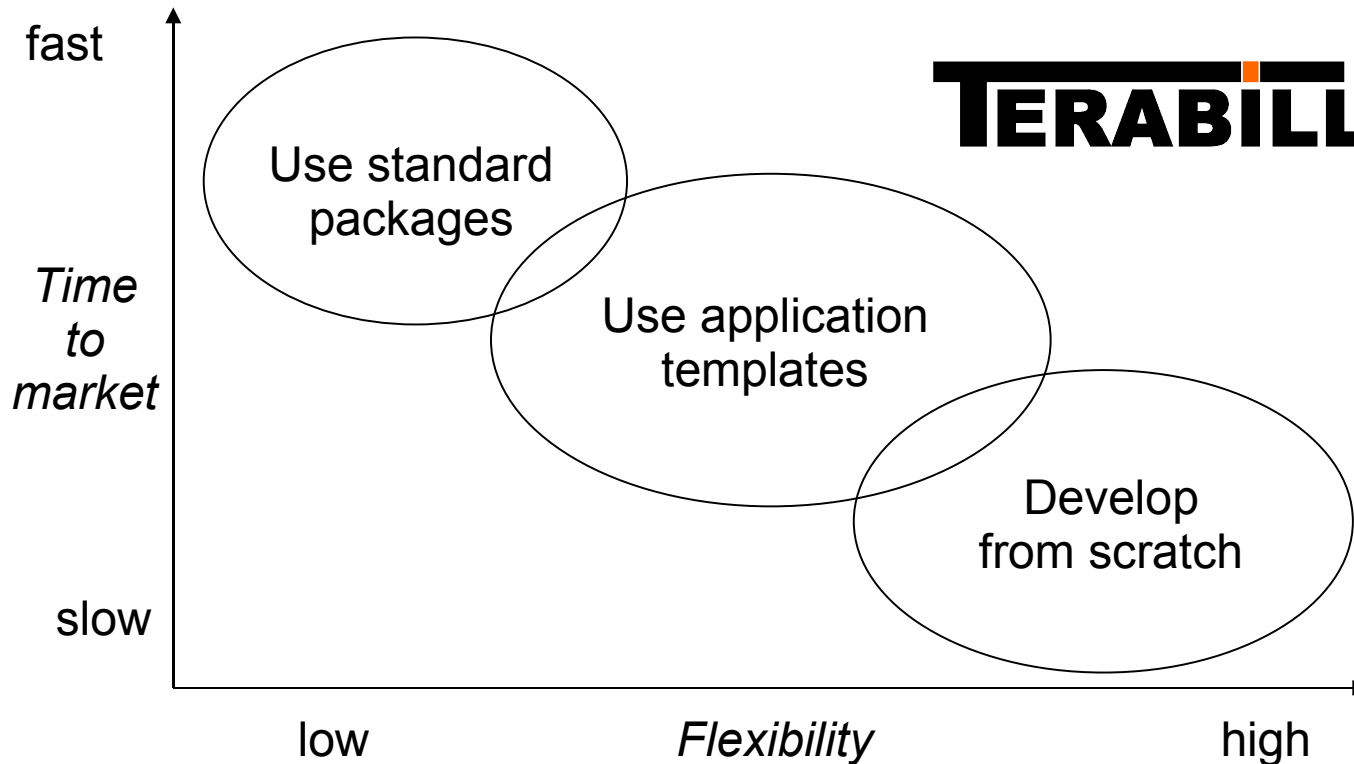 fast
TERABiLL
Use standard
packages
Time
to
market
Use application
templates
Develop
from scratch
slow
low
Flexibility
high